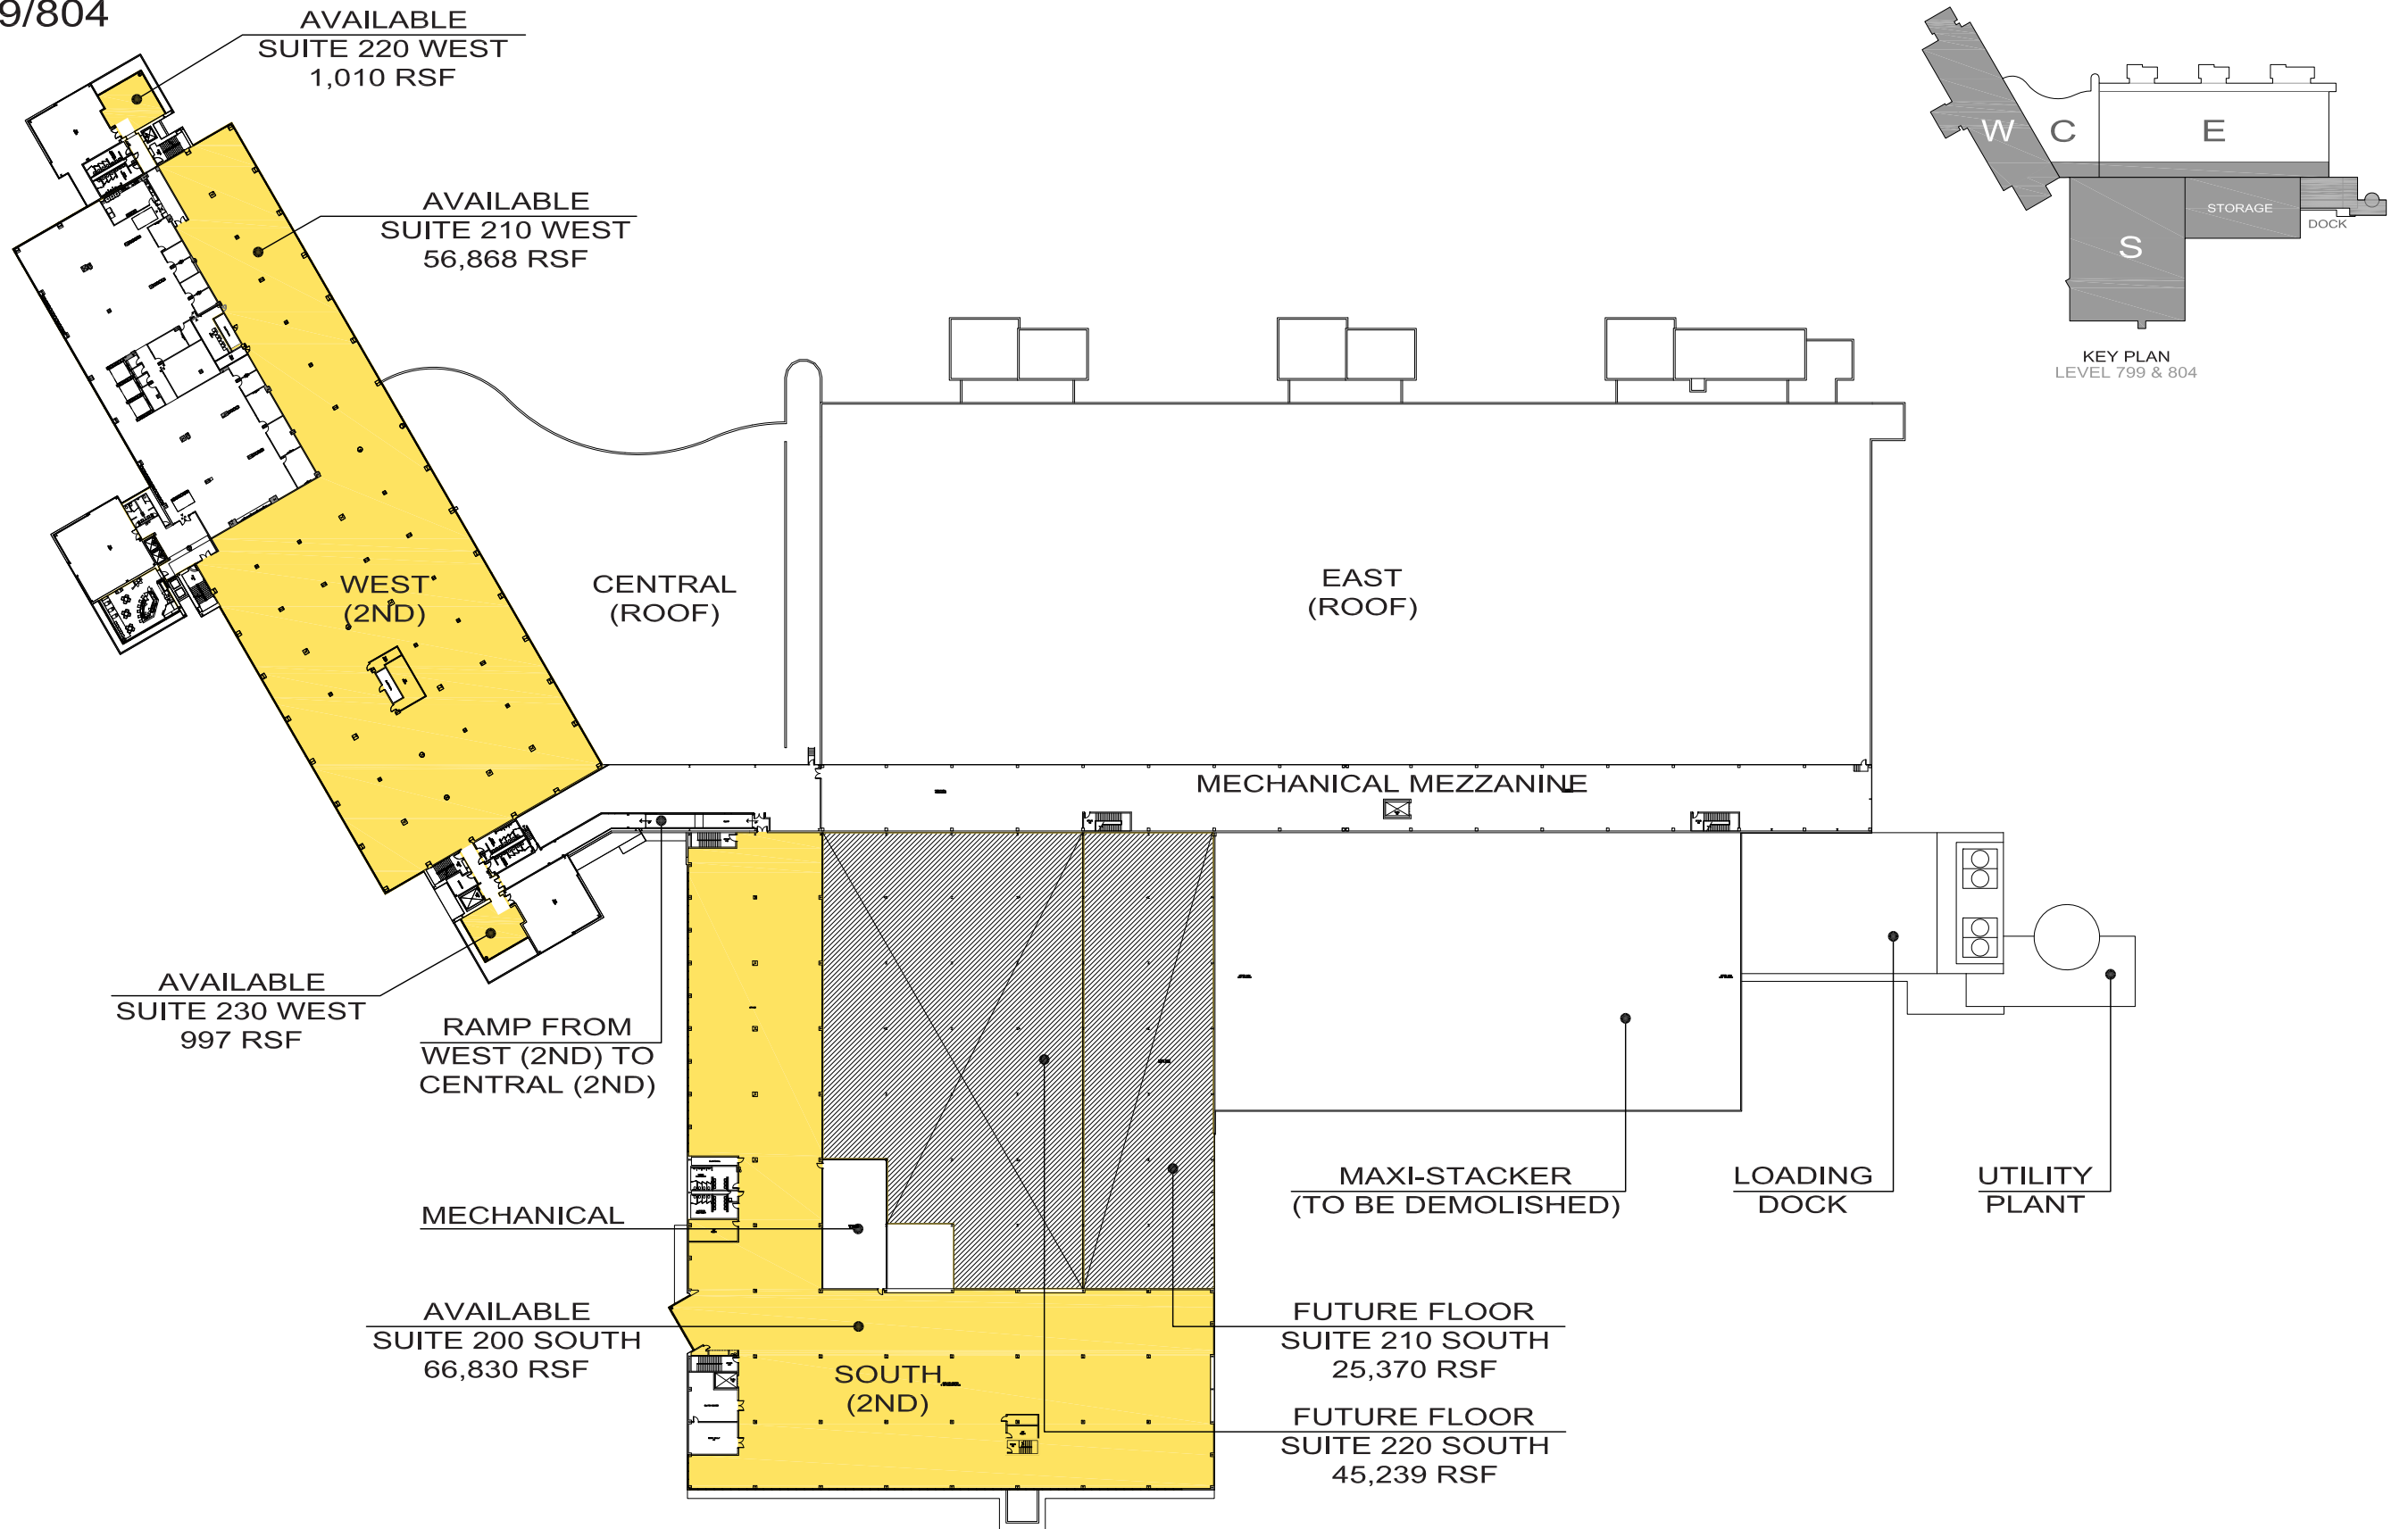 9/804
AVAILABLE
SUITE 220 WEST
1,010 RSF
AVAILABLE
SUITE 210 WEST
56,868 RSF
W
C
E
S
STORAGE
DOCK
KEY PLAN
LEVEL 799 & 804
WEST
(2ND)
CENTRAL
(ROOF)
EAST
(ROOF)
MECHANICAL MEZZANINE
AVAILABLE
SUITE 230 WEST
997 RSF
RAMP FROM
WEST (2ND) TO
CENTRAL (2ND)
MECHANICAL
AVAILABLE
SUITE 200 SOUTH
66,830 RSF
SOUTH
(2ND)
MAXI-STACKER
(TO BE DEMOLISHED)
LOADING
DOCK
UTILITY
PLANT
FUTURE FLOOR
SUITE 210 SOUTH
25,370 RSF
FUTURE FLOOR
SUITE 220 SOUTH
45,239 RSF